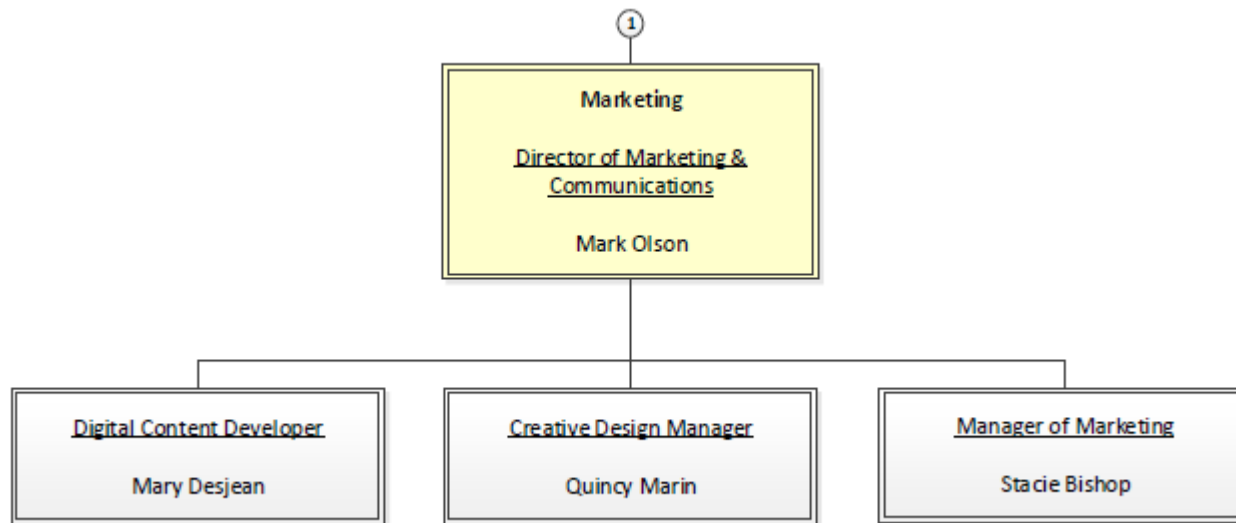 1
Marketing
Director of Marketing &
Communications
Mark Olson
Digital Content Developer
Mary Desjean
Creative Design Manager
Quincy Marin
Manager of Marketing
Stacie Bishop